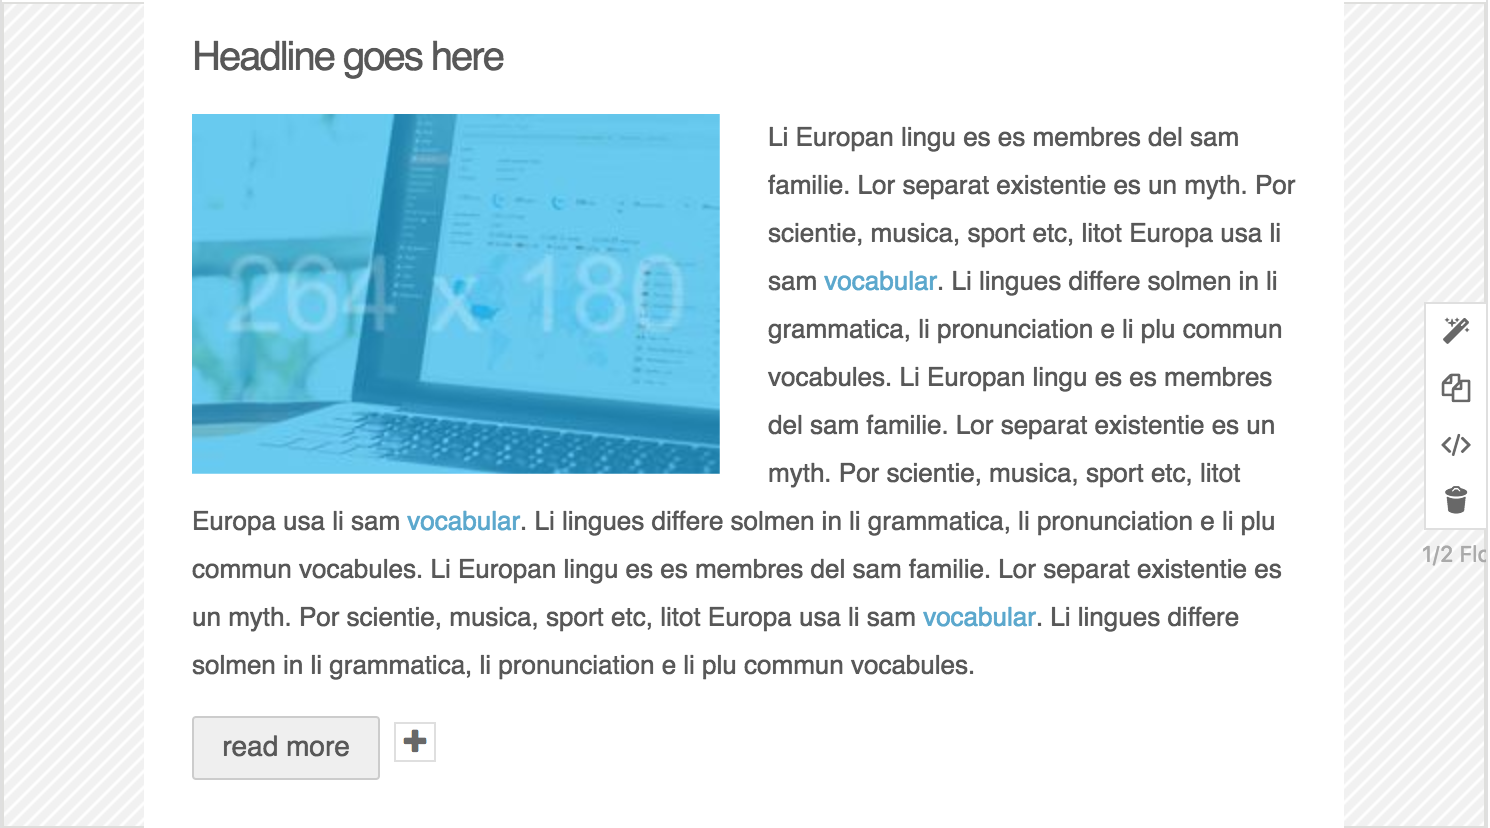 Headline goes here
264 x 180
Li Europan lingu es es membres del sam
familie. Lor separat existentie es un myth. Por
scientie, musica, sport etc, litot Europa usa li
sam vocabular. Li lingues differe solmen in li
grammatica, li pronunciation e li plu commun
vocabules. Li Europan lingu es es membres
del sam familie. Lor separat existentie es un
myth. Por scientie, musica, sport etc, litot
Europa usa li sam vocabular. Li lingues differe solmen in li grammatica, li pronunciation e li plu
commun vocabules. Li Europan lingu es es membres del sam familie. Lor separat existentie es
un myth. Por scientie, musica, sport etc, litot Europa usa li sam vocabular. Li lingues differe
solmen in li grammatica, li pronunciation e li plu commun vocabules.
read more
1/2